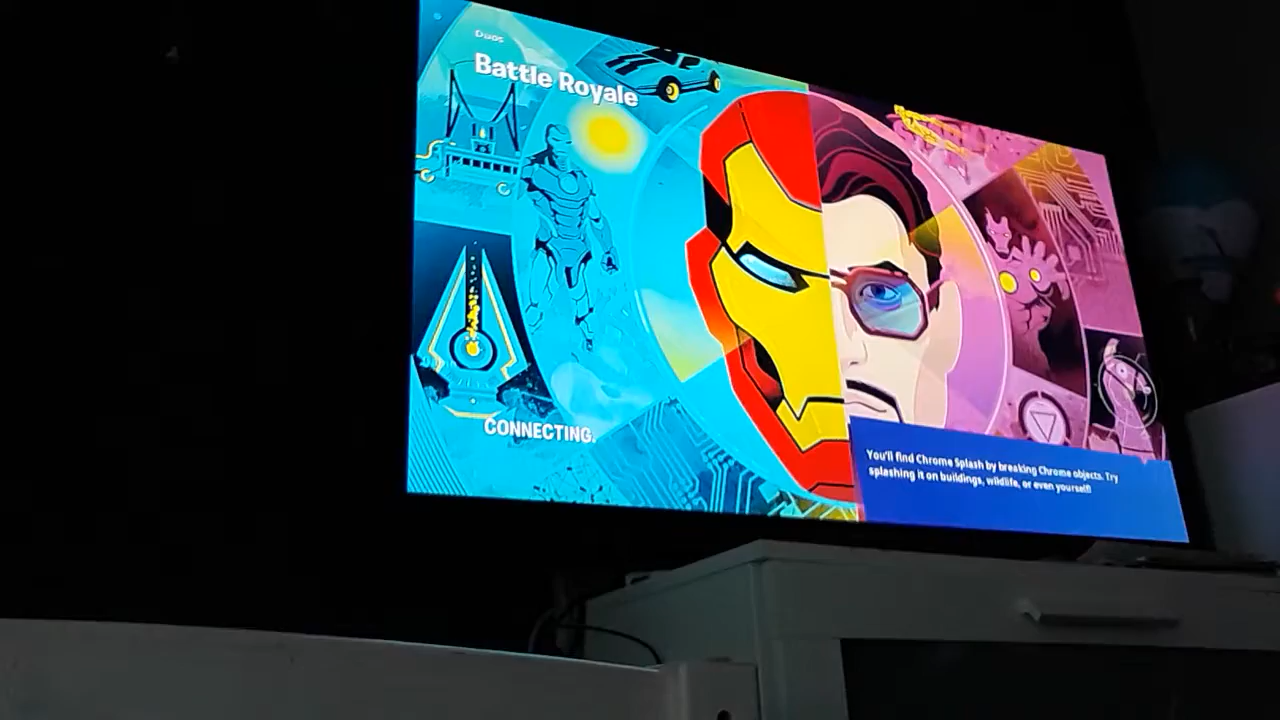 Duos
Battle Royale
CONNECTING.
You'll find Chrome Splash by breaking Chrome objects. Try
splashing it on buildings, wildlife, or even yourself!